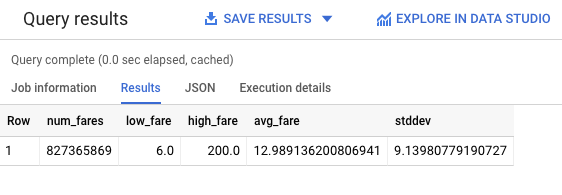 Query results SAVE RESULTS EXPLORE IN DATA STUDIO
Query complete (0.0 sec elapsed, cached)
Job information Results JSON Execution details
Row num_fares low_fare high_fare avg_fare stddev
1 827365869 6.0 200.0 12.989136200806941 9.13980779190727